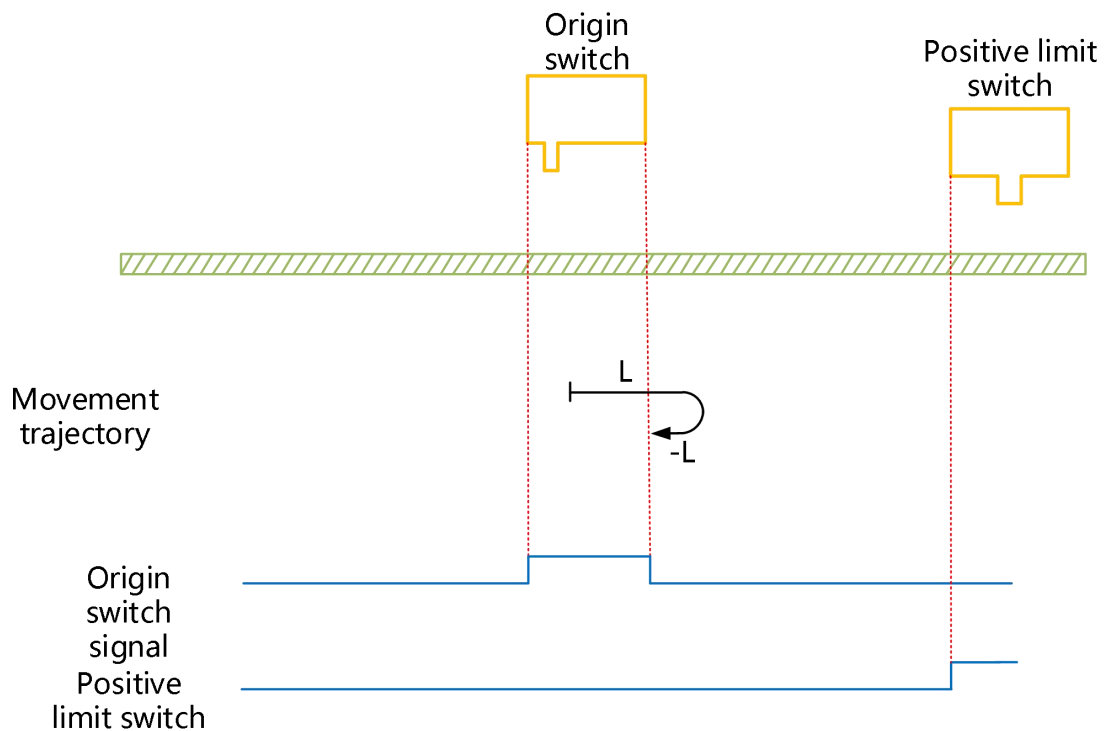 Origin
switch
Positive limit
switch
L
Movement
trajectory
-L
Origin
switch
signal
Positive
limit switch